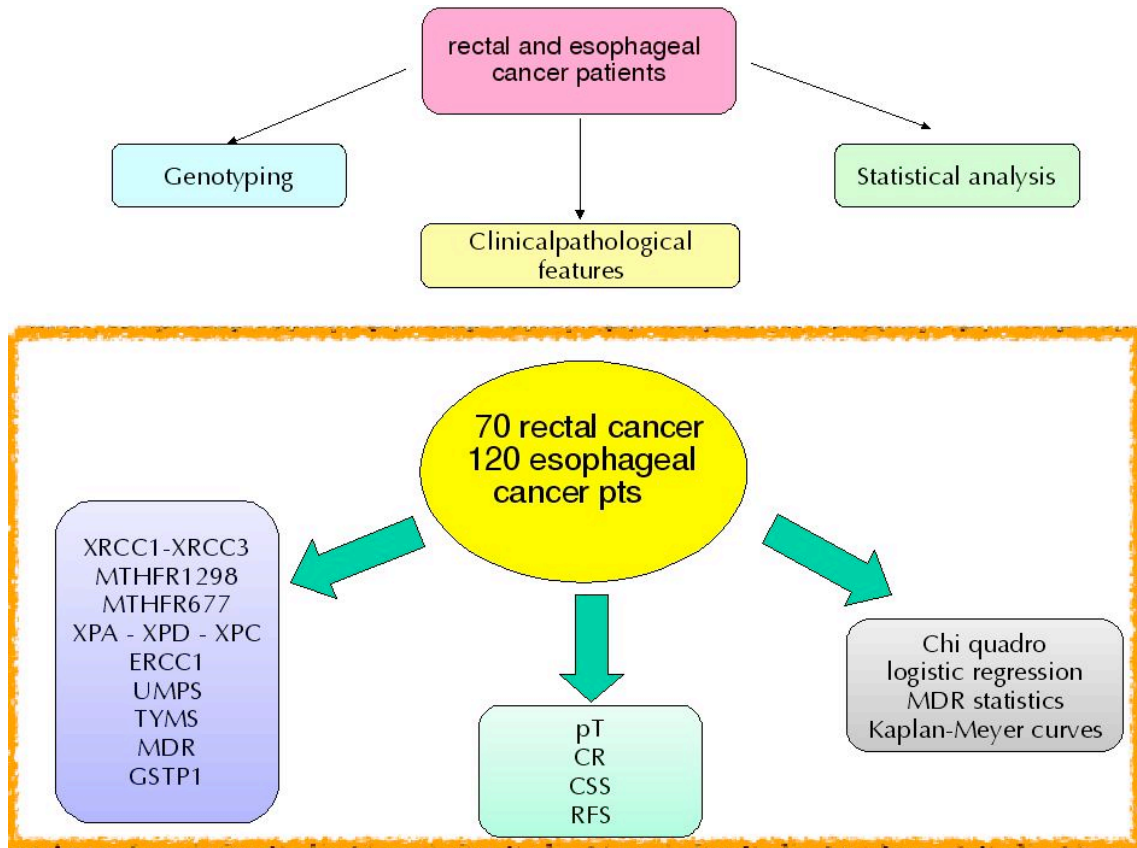 rectal and esophageal
cancer patients
Genotyping
Statistical analysis
Clinicalpathological
features
70 rectal cancer
120 esophageal
cancer pts
XRCC1-XRCC3
MTHFR1298
MTHFR677
XPA - XPD - XPC
ERCC1
UMPS
TYMS
MDR
GSTP1
pT
CR
CSS
RFS
Chi quadro
logistic regression
MDR statistics
Kaplan-Meyer curves